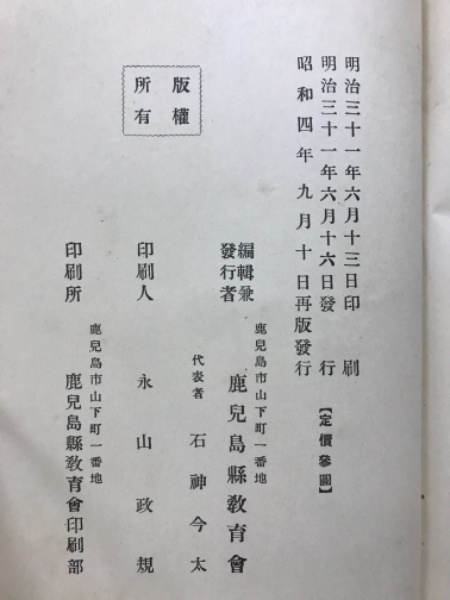 明治三十一年六月十三日印刷
明治三十一年六月十六日發行
昭和四年九月十日再版發行
【定價參圓】
編輯兼
發行者
鹿兒島市山下町一番地
鹿兒島縣敎育會
代表者 石神今太
印刷人 永山政規
鹿兒島市山下町一番地
印刷所 鹿兒島縣敎育會印刷部
版權
所有